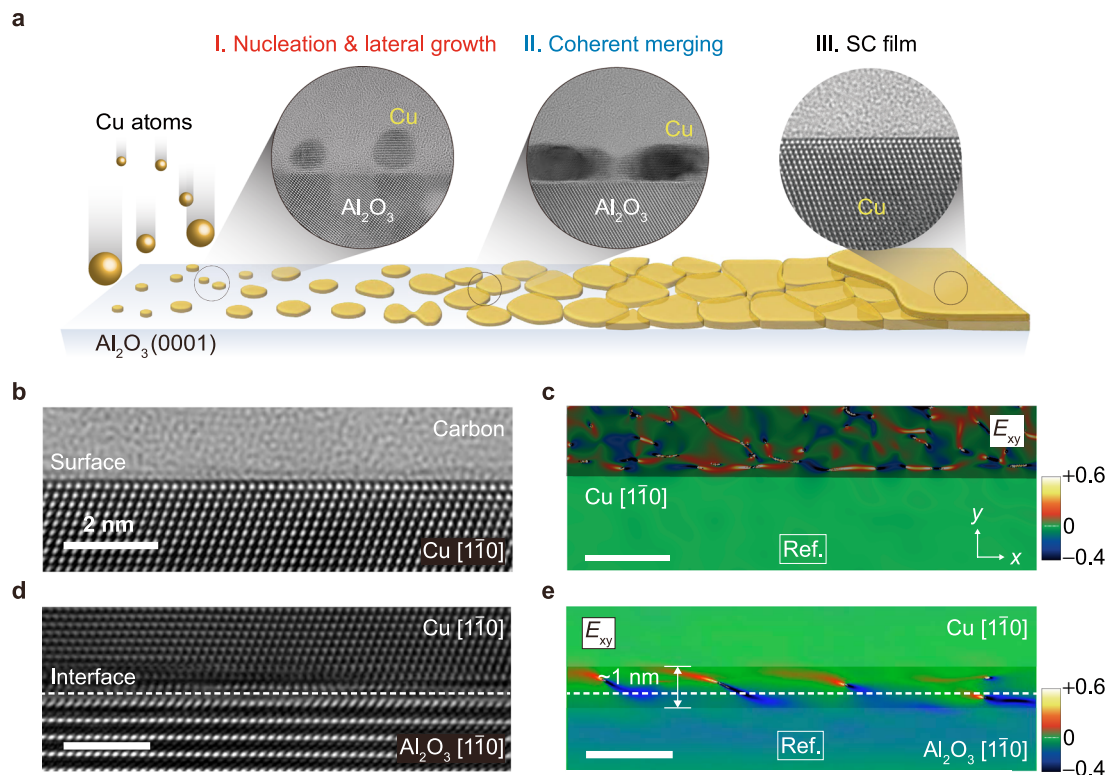 a
I. Nucleation & lateral growth
II. Coherent merging
III. SC film
Cu atoms
Cu
Al₂O₃
Cu
Al₂O₃
Cu
Al₂O₃(0001)
b
Carbon
Surface
2 nm
Cu [11̅0]
c
E_xy
+0.6
0
−0.4
Cu [11̅0]
y
x
Ref.
d
Cu [11̅0]
Interface
Al₂O₃ [11̅0]
e
E_xy
Cu [11̅0]
~1 nm
+0.6
0
−0.4
Ref.
Al₂O₃ [11̅0]